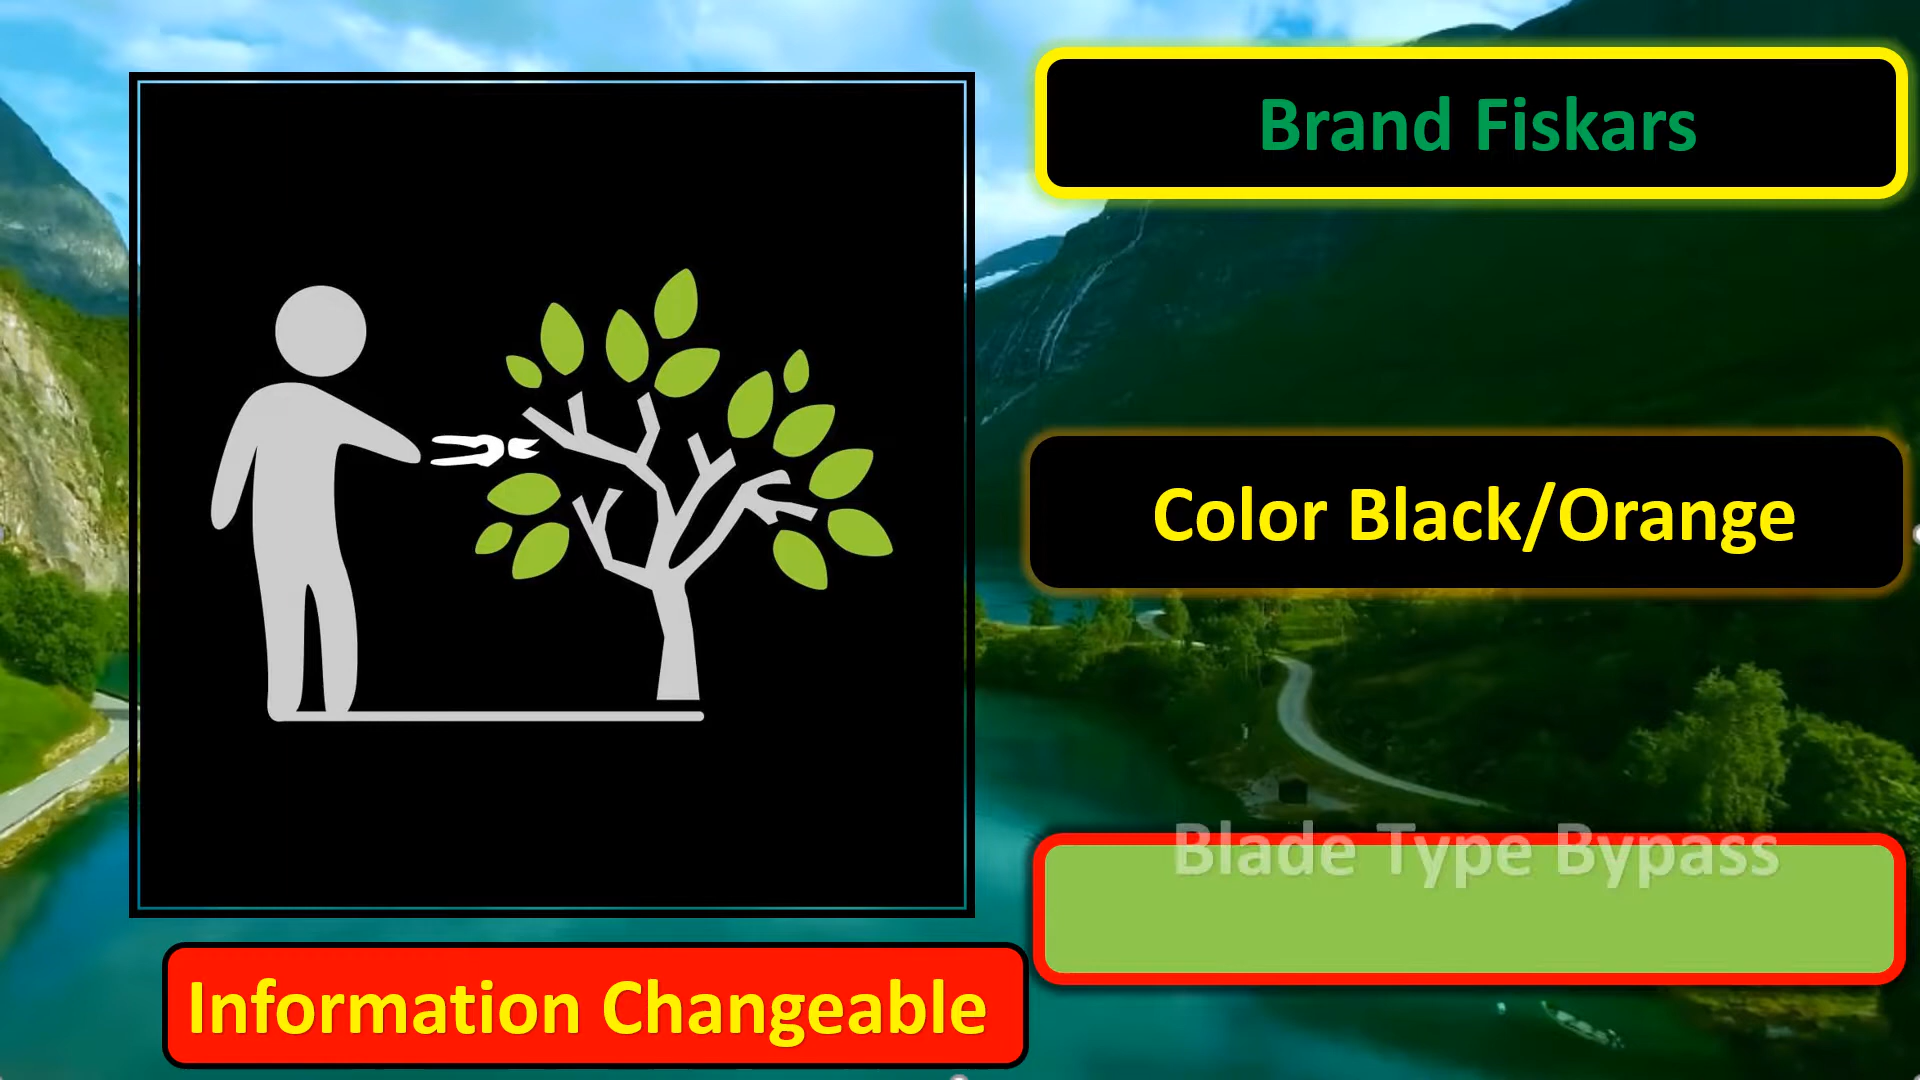 Brand Fiskars
Color Black/Orange
Blade Type Bypass
Information Changeable